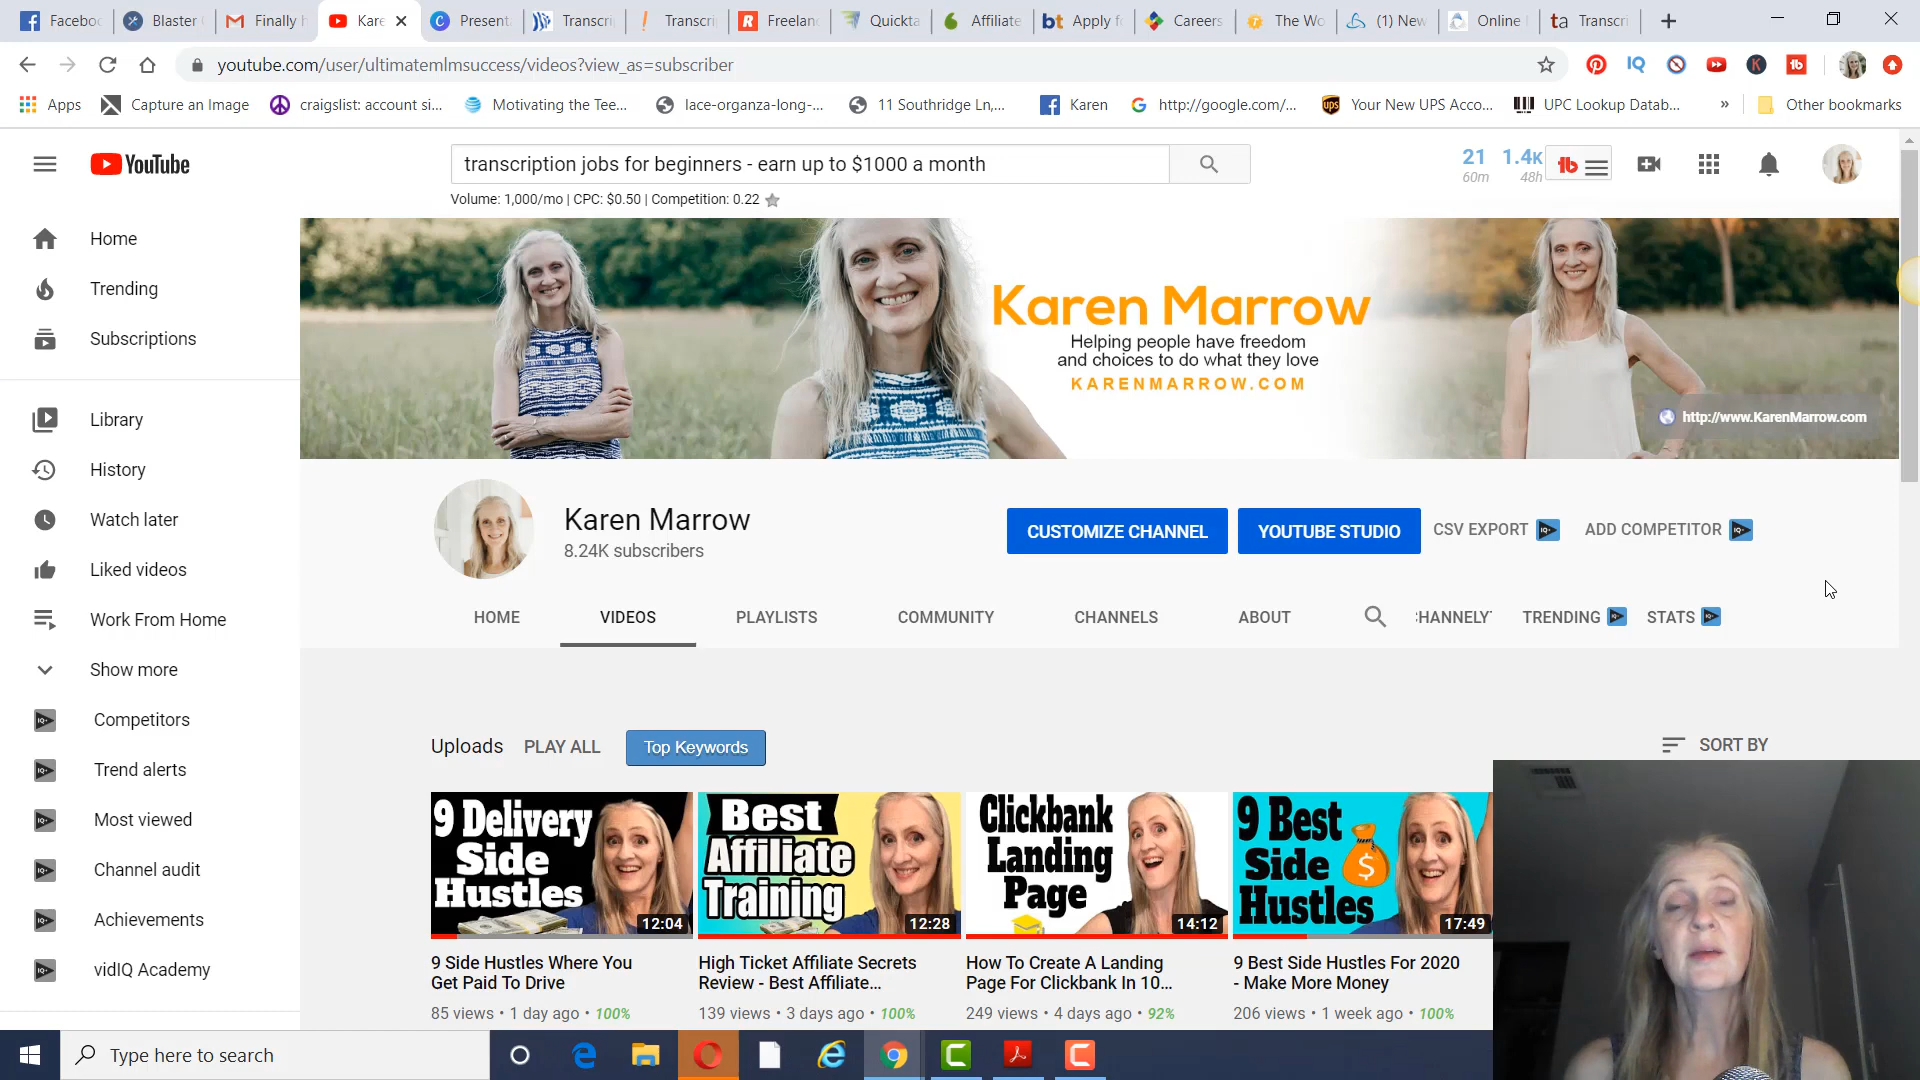 Faceboo
Blaster
Finally h
Kare
Present
Transcri
Transcri
Freelan
Quickta
Affiliate
bt Apply f
Careers
The Wo
(1) New
Online
ta Transcri
youtube.com/user/ultimatemlmsuccess/videos?view_as=subscriber
Apps
Capture an Image
craigslist: account si...
Motivating the Tee...
lace-organza-long-...
11 Southridge Ln,...
Karen
http://google.com/...
Your New UPS Acco...
UPC Lookup Datab...
»
Other bookmarks
YouTube
transcription jobs for beginners - earn up to $1000 a month
21 1.4K
60m 48h
Volume: 1,000/mo | CPC: $0.50 | Competition: 0.22
Home
Trending
Subscriptions
Library
History
Watch later
Liked videos
Work From Home
Show more
Competitors
Trend alerts
Most viewed
Channel audit
Achievements
vidIQ Academy
Karen Marrow
Helping people have freedom
and choices to do what they love
KARENMARROW.COM
http://www.KarenMarrow.com
Karen Marrow
8.24K subscribers
CUSTOMIZE CHANNEL
YOUTUBE STUDIO
CSV EXPORT
ADD COMPETITOR
HOME
VIDEOS
PLAYLISTS
COMMUNITY
CHANNELS
ABOUT
HANNELY
TRENDING
STATS
Uploads
PLAY ALL
Top Keywords
SORT BY
9 Delivery
Side
Hustles
12:04
Best
Affiliate
Training
12:28
Clickbank
Landing
Page
14:12
9 Best
Side
Hustles
17:49
9 Side Hustles Where You
Get Paid To Drive
85 views • 1 day ago • 100%
High Ticket Affiliate Secrets
Review - Best Affiliate...
139 views • 3 days ago • 100%
How To Create A Landing
Page For Clickbank In 10...
249 views • 4 days ago • 92%
9 Best Side Hustles For 2020
- Make More Money
206 views • 1 week ago • 100%
Type here to search